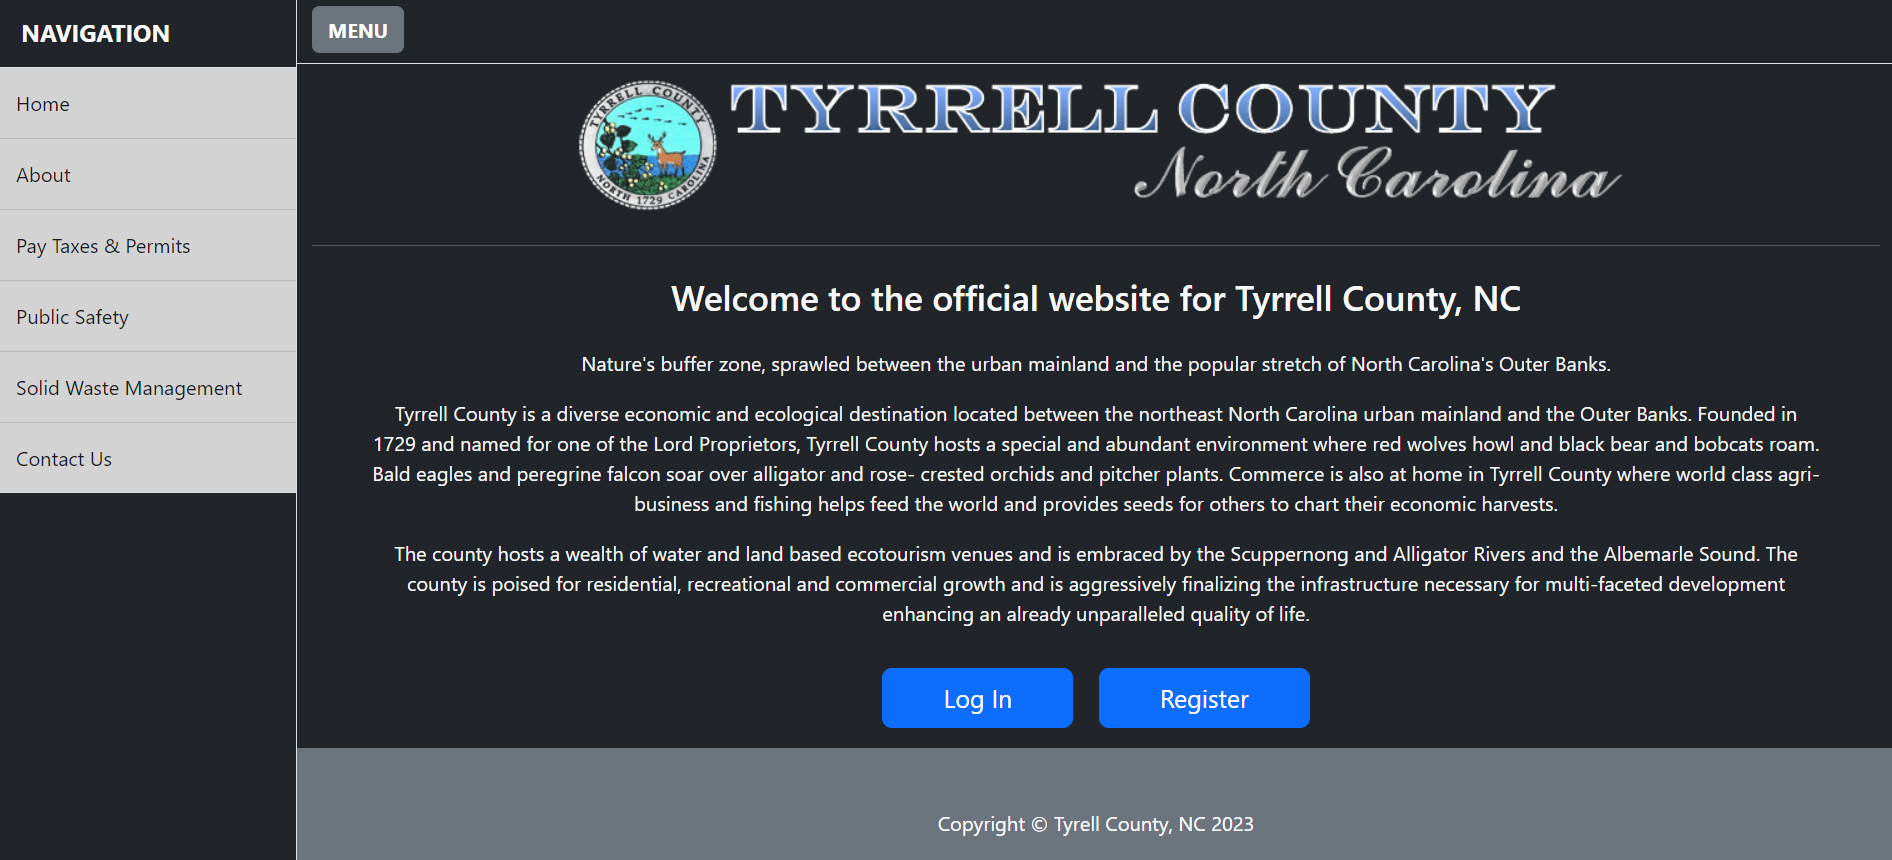 NAVIGATION
Home
About
Pay Taxes & Permits
Public Safety
Solid Waste Management
Contact Us
MENU
TYRRELL COUNTY
NORTH 1729 CAROLINA
TYRRELL COUNTY
North Carolina
Welcome to the official website for Tyrrell County, NC
Nature's buffer zone, sprawled between the urban mainland and the popular stretch of North Carolina's Outer Banks.
Tyrrell County is a diverse economic and ecological destination located between the northeast North Carolina urban mainland and the Outer Banks. Founded in
1729 and named for one of the Lord Proprietors, Tyrrell County hosts a special and abundant environment where red wolves howl and black bear and bobcats roam.
Bald eagles and peregrine falcon soar over alligator and rose- crested orchids and pitcher plants. Commerce is also at home in Tyrrell County where world class agri-
business and fishing helps feed the world and provides seeds for others to chart their economic harvests.
The county hosts a wealth of water and land based ecotourism venues and is embraced by the Scuppernong and Alligator Rivers and the Albemarle Sound. The
county is poised for residential, recreational and commercial growth and is aggressively finalizing the infrastructure necessary for multi-faceted development
enhancing an already unparalleled quality of life.
Log In
Register
Copyright © Tyrell County, NC 2023